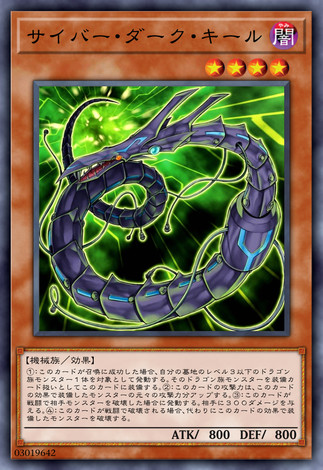 サイバー・ダーク・キール
闇
やみ
【機械族／効果】
①:このカードが召喚に成功した場合、自分の墓地のレベル３以下のドラゴン
族モンスター１体を対象として発動する。そのドラゴン族モンスターを装備カ
ード扱いとしてこのカードに装備する。②:このカードの攻撃力は、このカード
の効果で装備したモンスターの元々の攻撃力分アップする。③:このカードが
戦闘で相手モンスターを破壊した場合に発動する。相手に３００ダメージを与
える。④:このカードが戦闘で破壊される場合、代わりにこのカードの効果で装
備したモンスターを破壊する。
ATK/ 800 DEF/ 800
03019642